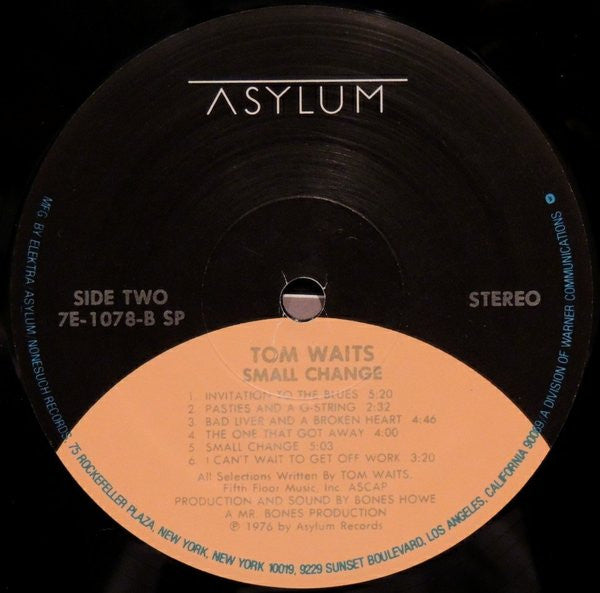 ASYLUM
SIDE TWO
7E-1078-B SP
STEREO
TOM WAITS
SMALL CHANGE
1 INVITATION TO THE BLUES 5:20
2 PASTIES AND A G-STRING 2:32
3 BAD LIVER AND A BROKEN HEART 4:46
4 THE ONE THAT GOT AWAY 4:00
5 SMALL CHANGE 5:03
6 I CAN'T WAIT TO GET OFF WORK 3:20
All Selections Written By TOM WAITS,
Fifth Floor Music, Inc. ASCAP
PRODUCTION AND SOUND BY BONES HOWE
A MR. BONES PRODUCTION
℗ 1976 by Asylum Records
MFG BY ELEKTRA ASYLUM NONESUCH RECORDS, 75 ROCKEFELLER PLAZA, NEW YORK, NEW YORK 10019, 9229 SUNSET BOULEVARD, LOS ANGELES, CALIFORNIA 90069/A DIVISION OF WARNER COMMUNICATIONS